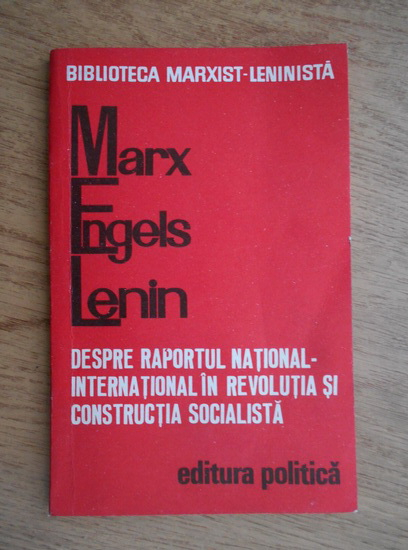 BIBLIOTECA MARXIST-LENINISTĂ
Marx
Engels
Lenin
DESPRE RAPORTUL NAȚIONAL-
INTERNAȚIONAL ÎN REVOLUȚIA ȘI
CONSTRUCȚIA SOCIALISTĂ
editura politică